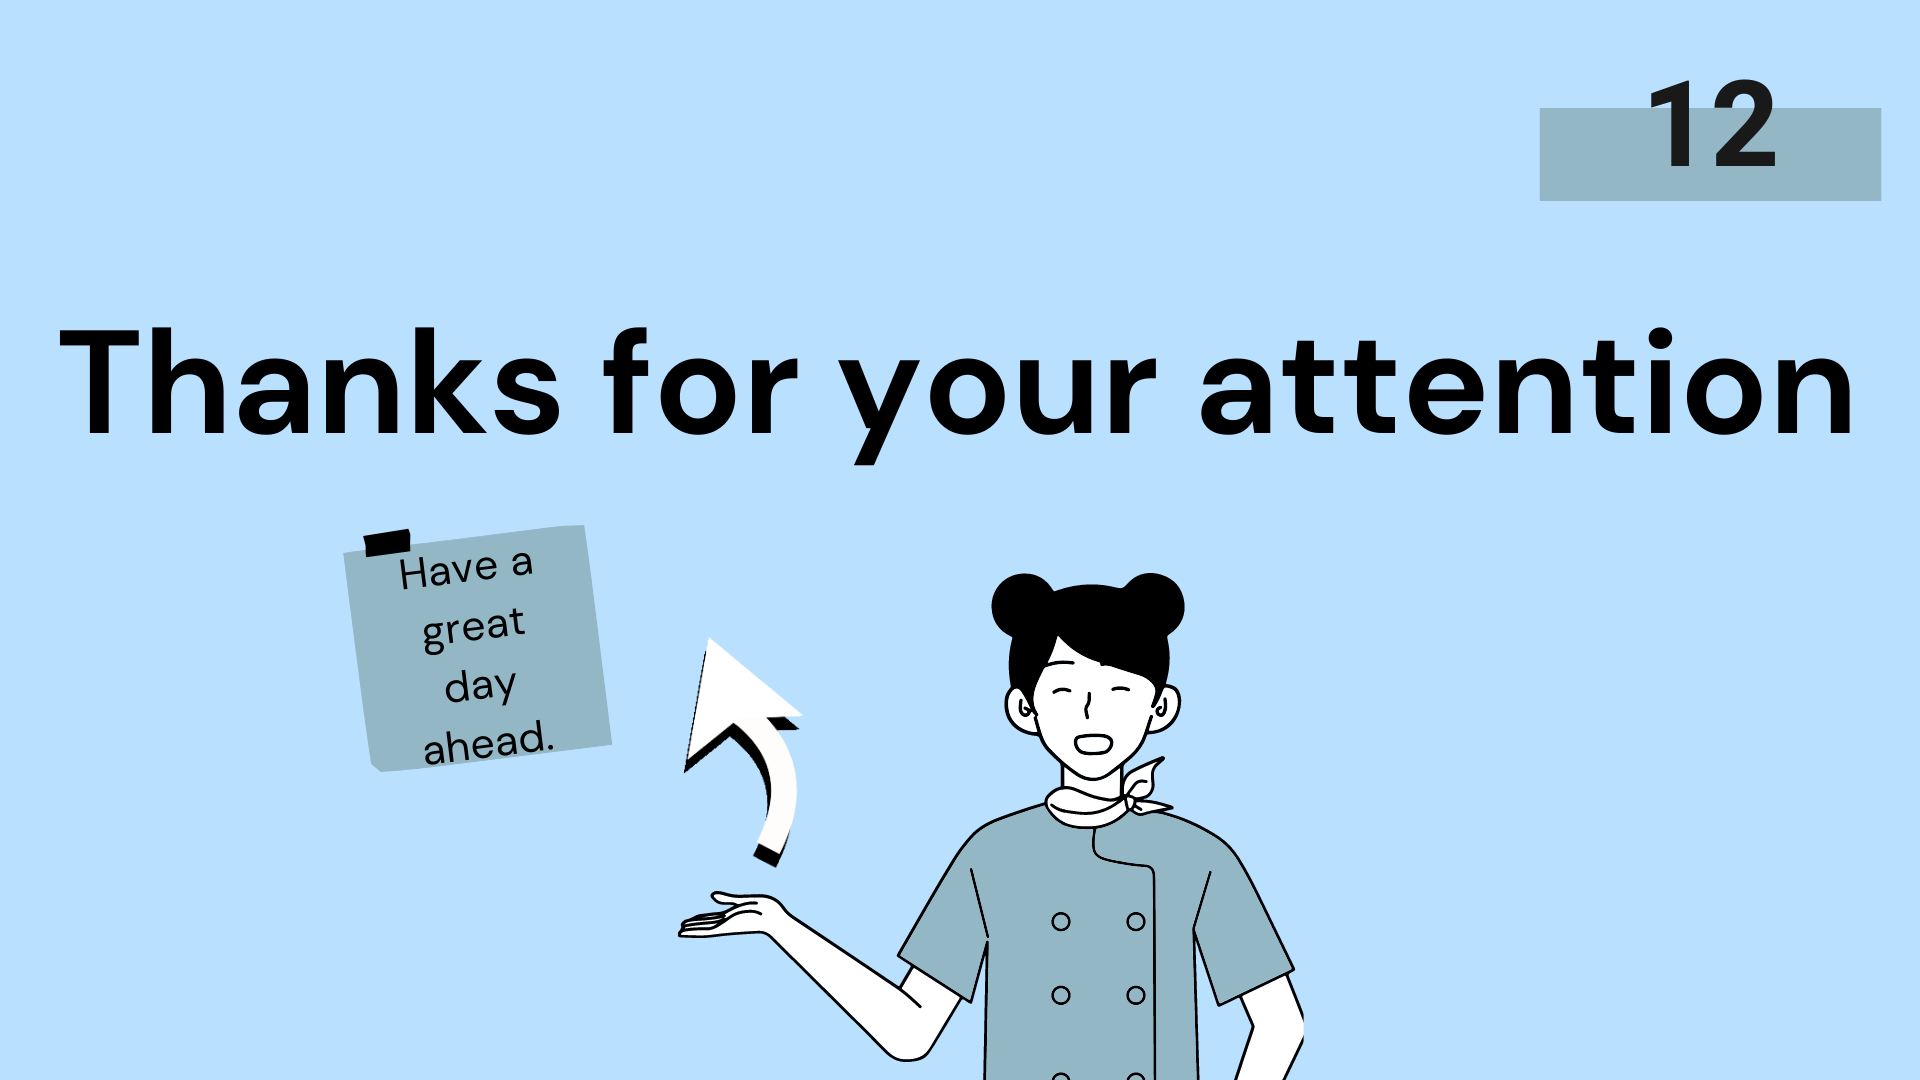 12
Thanks for your attention
Have a
great
day
ahead.